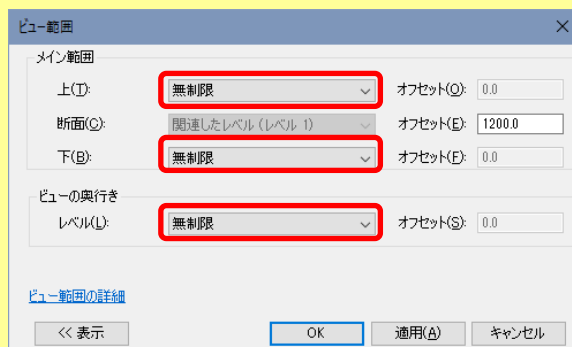 ビュー範囲
メイン範囲
上(T): 無制限 オフセット(O): 0.0
断面(C): 関連したレベル (レベル 1) オフセット(E): 1200.0
下(B): 無制限 オフセット(F): 0.0
ビューの奥行き
レベル(L): 無制限 オフセット(S): 0.0
ビュー範囲の詳細
<< 表示 OK 適用(A) キャンセル